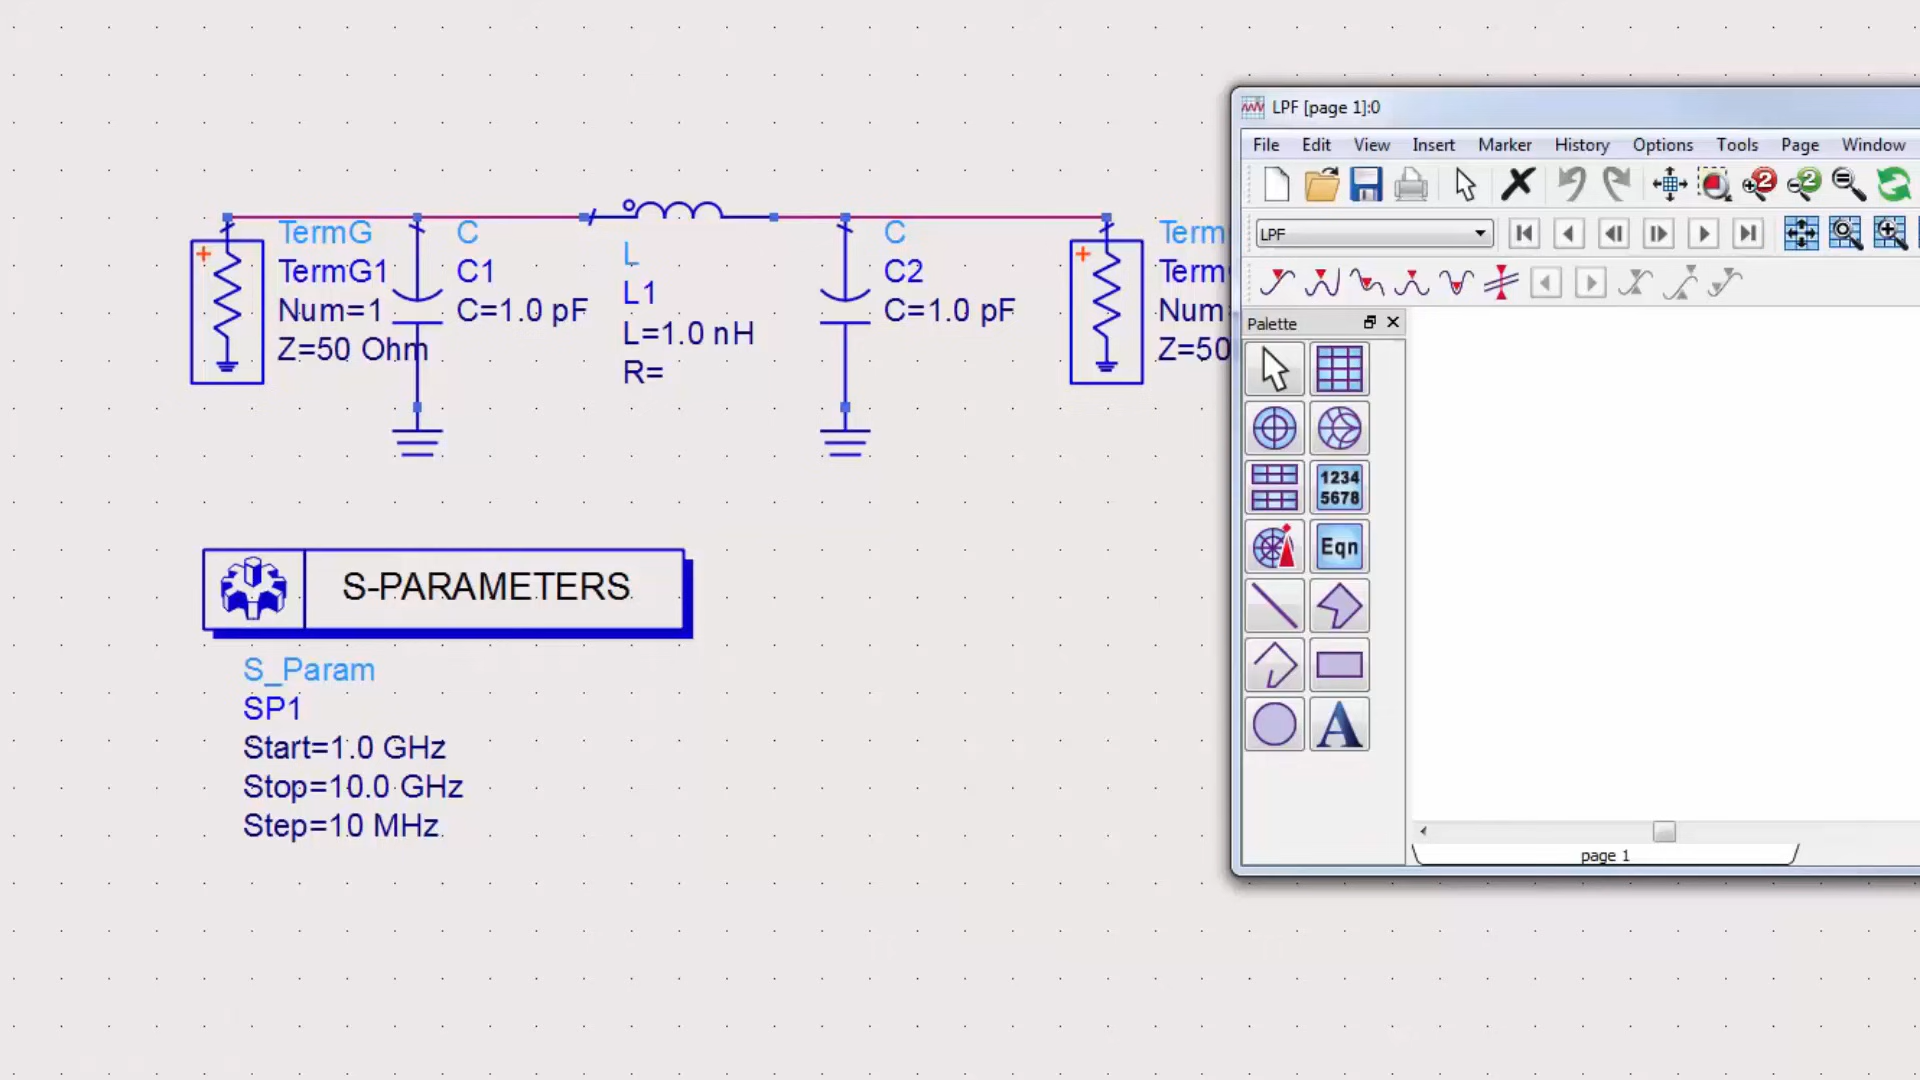 TermG
TermG1
Num=1
Z=50 Ohm
C
C1
C=1.0 pF
L
L1
L=1.0 nH
R=
C
C2
C=1.0 pF
Term
Term
Num
Z=50
S-PARAMETERS
S_Param
SP1
Start=1.0 GHz
Stop=10.0 GHz
Step=10 MHz
LPF [page 1]:0
File Edit View Insert Marker History Options Tools Page Window
LPF
Palette
1234
5678
Eqn
A
page 1